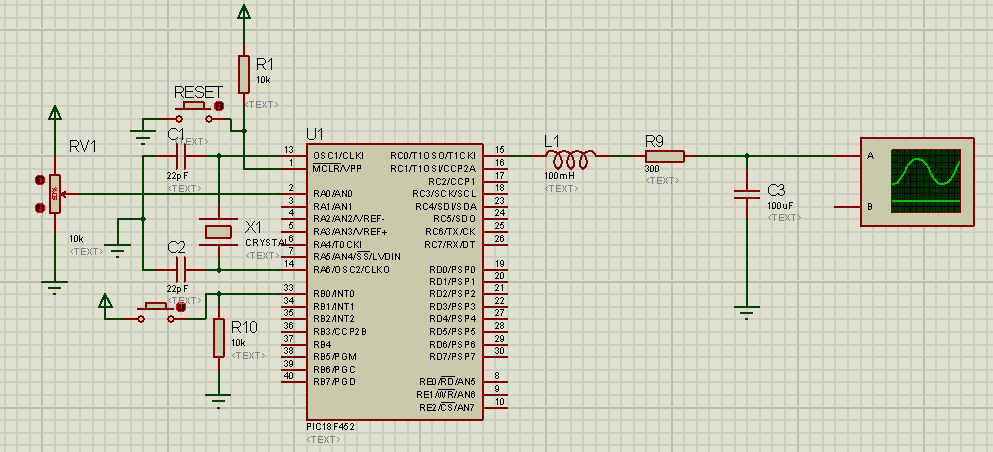 R1
10k
<TEXT>
RESET
<TEXT>
C1
22pF
<TEXT>
RV1
10k
X1
CRYSTAL
<TEXT>
C2
22pF
<TEXT>
R10
10k
<TEXT>
U1
13 OSC1/CLKI
1 MCLR/VPP
2 RA0/AN0
3 RA1/AN1
4 RA2/AN2/VREF-
5 RA3/AN3/VREF+
6 RA4/T0CKI
7 RA5/AN4/SS/LVDIN
14 RA6/OSC2/CLKO
33 RB0/INT0
34 RB1/INT1
35 RB2/INT2
36 RB3/CCP2B
37 RB4
38 RB5/PGM
39 RB6/PGC
40 RB7/PGD
RC0/T1OSO/T1CKI 15
RC1/T1OSI/CCP2A 16
RC2/CCP1 17
RC3/SCK/SCL 18
RC4/SDI/SDA 23
RC5/SDO 24
RC6/TX/CK 25
RC7/RX/DT 26
RD0/PSP0 19
RD1/PSP1 20
RD2/PSP2 21
RD3/PSP3 22
RD4/PSP4 27
RD5/PSP5 28
RD6/PSP6 29
RD7/PSP7 30
RE0/RD/AN5 8
RE1/WR/AN6 9
RE2/CS/AN7 10
PIC18F452
<TEXT>
L1
100mH
<TEXT>
R9
300
<TEXT>
C3
100uF
<TEXT>
A
B